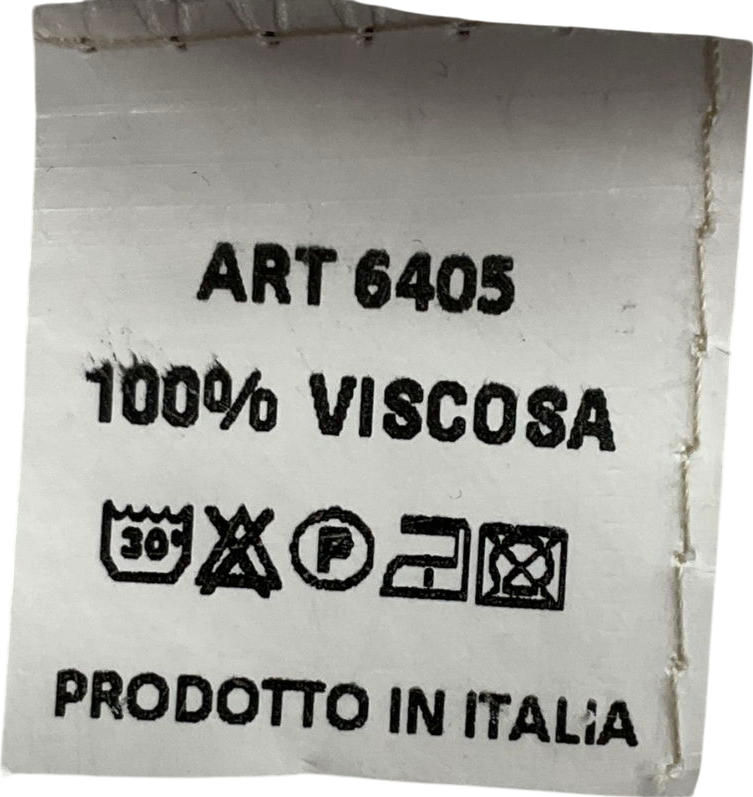 ART 6405
100% VISCOSA
30° P
PRODOTTO IN ITALIA